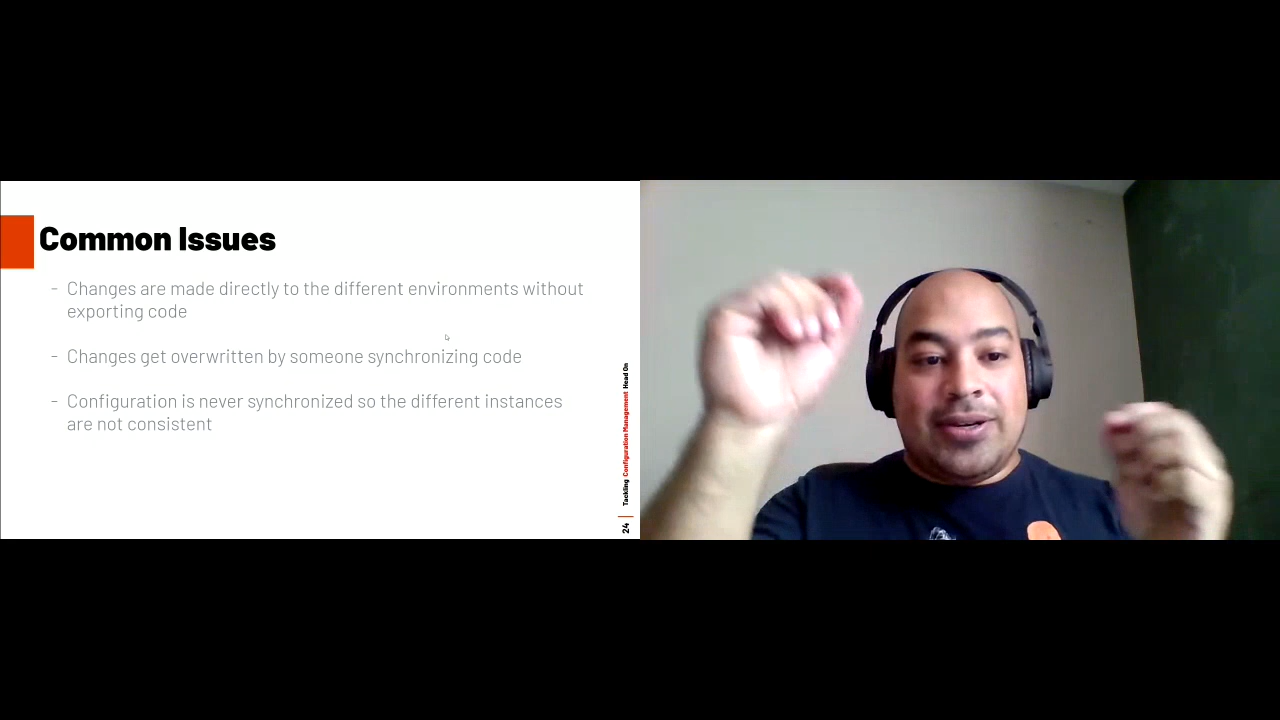 Common Issues
- Changes are made directly to the different environments without
exporting code
- Changes get overwritten by someone synchronizing code
- Configuration is never synchronized so the different instances
are not consistent
Tackling Configuration Management Head On
24